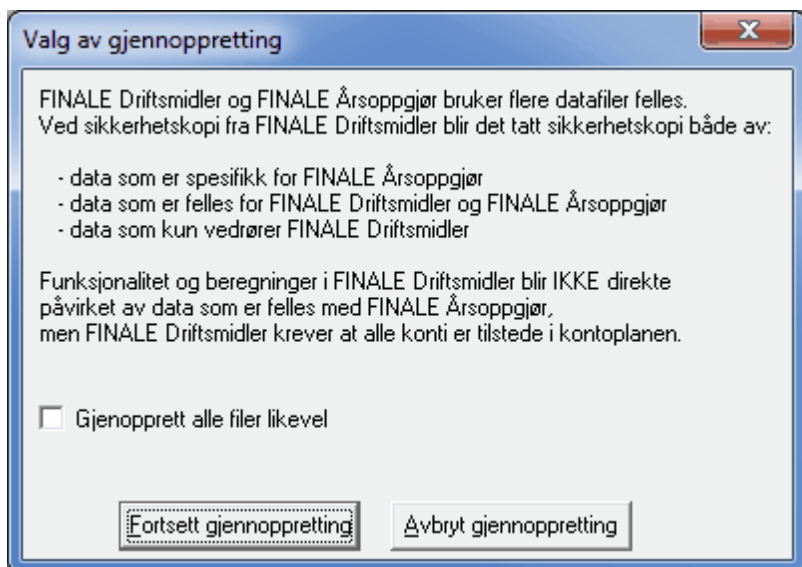 Valg av gjennoppretting
FINALE Driftsmidler og FINALE Årsoppgjør bruker flere datafiler felles.
Ved sikkerhetskopi fra FINALE Driftsmidler blir det tatt sikkerhetskopi både av:
- data som er spesifikk for FINALE Årsoppgjør
- data som er felles for FINALE Driftsmidler og FINALE Årsoppgjør
- data som kun vedrører FINALE Driftsmidler
Funksjonalitet og beregninger i FINALE Driftsmidler blir IKKE direkte
påvirket av data som er felles med FINALE Årsoppgjør,
men FINALE Driftsmidler krever at alle konti er tilstede i kontoplanen.
Gjenopprett alle filer likevel
Fortsett gjennoppretting Avbryt gjennoppretting